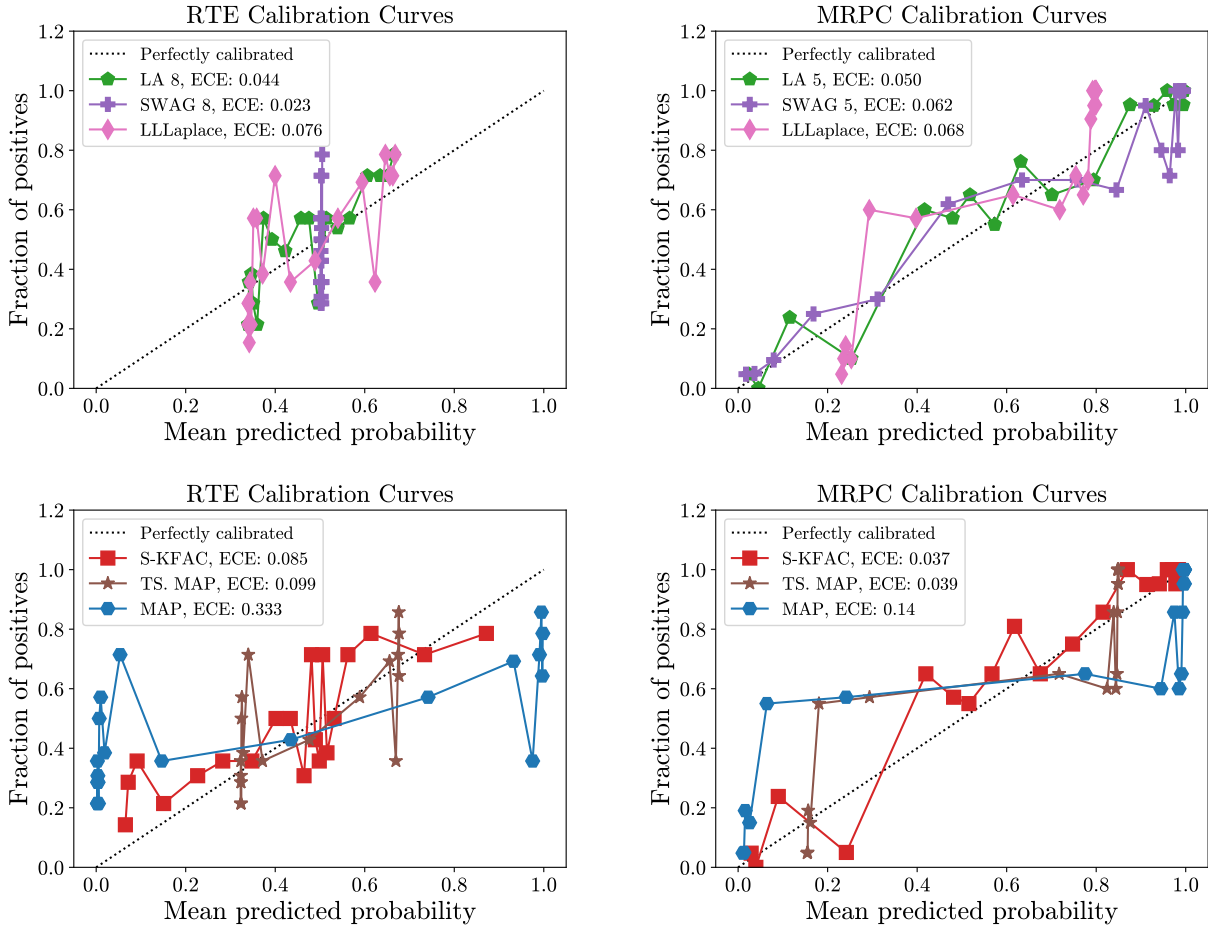 RTE Calibration Curves
1.2
1.0
0.8
0.6
0.4
0.2
0.0
Fraction of positives
Perfectly calibrated
LA 8, ECE: 0.044
SWAG 8, ECE: 0.023
LLLaplace, ECE: 0.076
0.0 0.2 0.4 0.6 0.8 1.0
Mean predicted probability
MRPC Calibration Curves
1.2
1.0
0.8
0.6
0.4
0.2
0.0
Fraction of positives
Perfectly calibrated
LA 5, ECE: 0.050
SWAG 5, ECE: 0.062
LLLaplace, ECE: 0.068
0.0 0.2 0.4 0.6 0.8 1.0
Mean predicted probability
RTE Calibration Curves
1.2
1.0
0.8
0.6
0.4
0.2
0.0
Fraction of positives
Perfectly calibrated
S-KFAC, ECE: 0.085
TS. MAP, ECE: 0.099
MAP, ECE: 0.333
0.0 0.2 0.4 0.6 0.8 1.0
Mean predicted probability
MRPC Calibration Curves
1.2
1.0
0.8
0.6
0.4
0.2
0.0
Fraction of positives
Perfectly calibrated
S-KFAC, ECE: 0.037
TS. MAP, ECE: 0.039
MAP, ECE: 0.14
0.0 0.2 0.4 0.6 0.8 1.0
Mean predicted probability